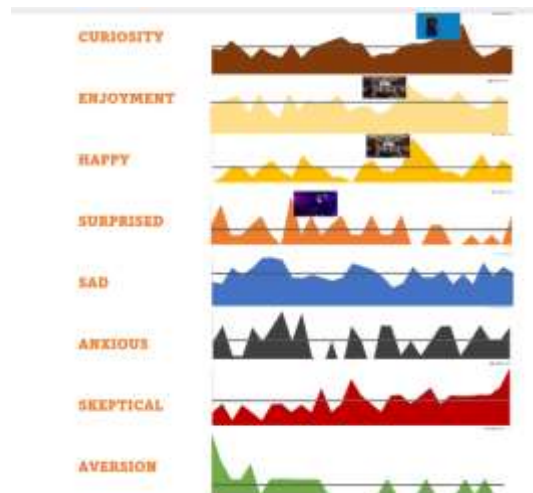 CURIOSITY
ENJOYMENT
HAPPY
SURPRISED
SAD
ANXIOUS
SKEPTICAL
AVERSION